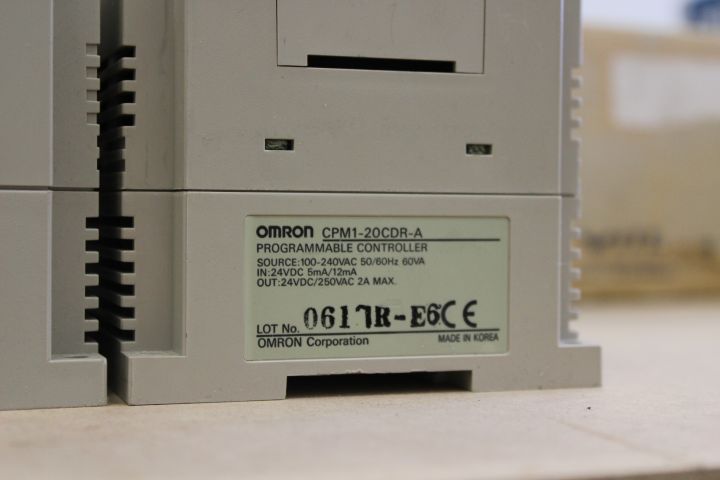 OMRON CPM1-20CDR-A
PROGRAMMABLE CONTROLLER
SOURCE:100-240VAC 50/60Hz 60VA
IN:24VDC 5mA/12mA
OUT:24VDC/250VAC 2A MAX.
LOT No. 0617R-E6 CE
OMRON Corporation MADE IN KOREA